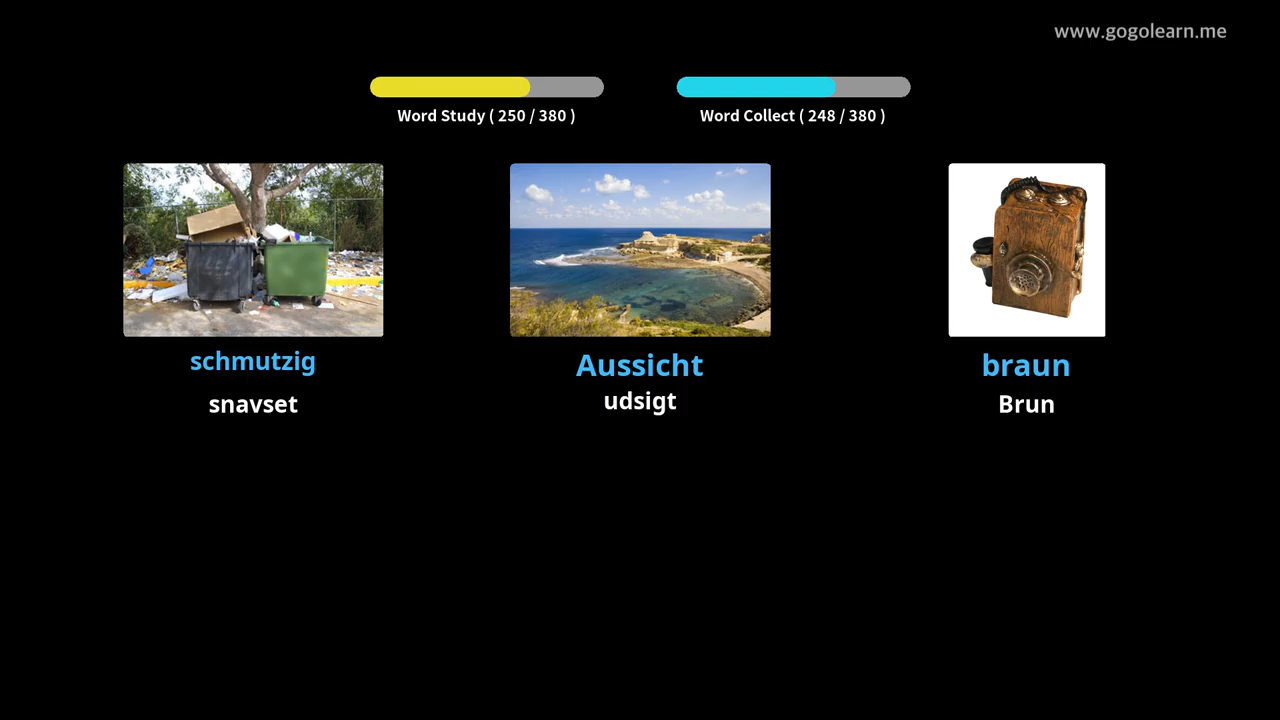 www.gogolearn.me
Word Study ( 250 / 380 )
Word Collect ( 248 / 380 )
schmutzig
snavset
Aussicht
udsigt
braun
Brun